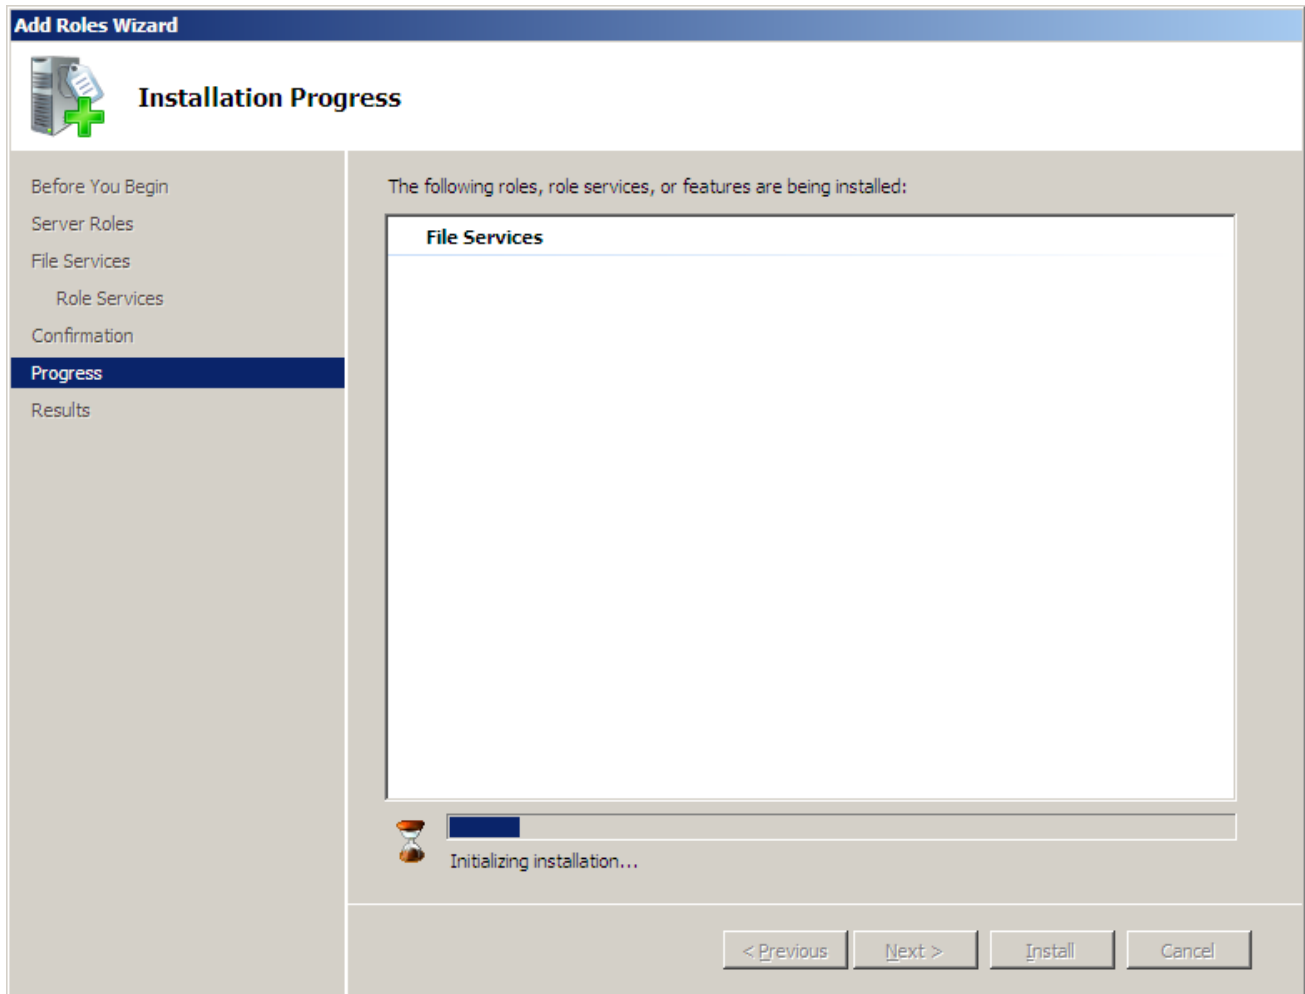 Add Roles Wizard
Installation Progress
Before You Begin
Server Roles
File Services
Role Services
Confirmation
Progress
Results
The following roles, role services, or features are being installed:
File Services
Initializing installation...
< Previous
Next >
Install
Cancel